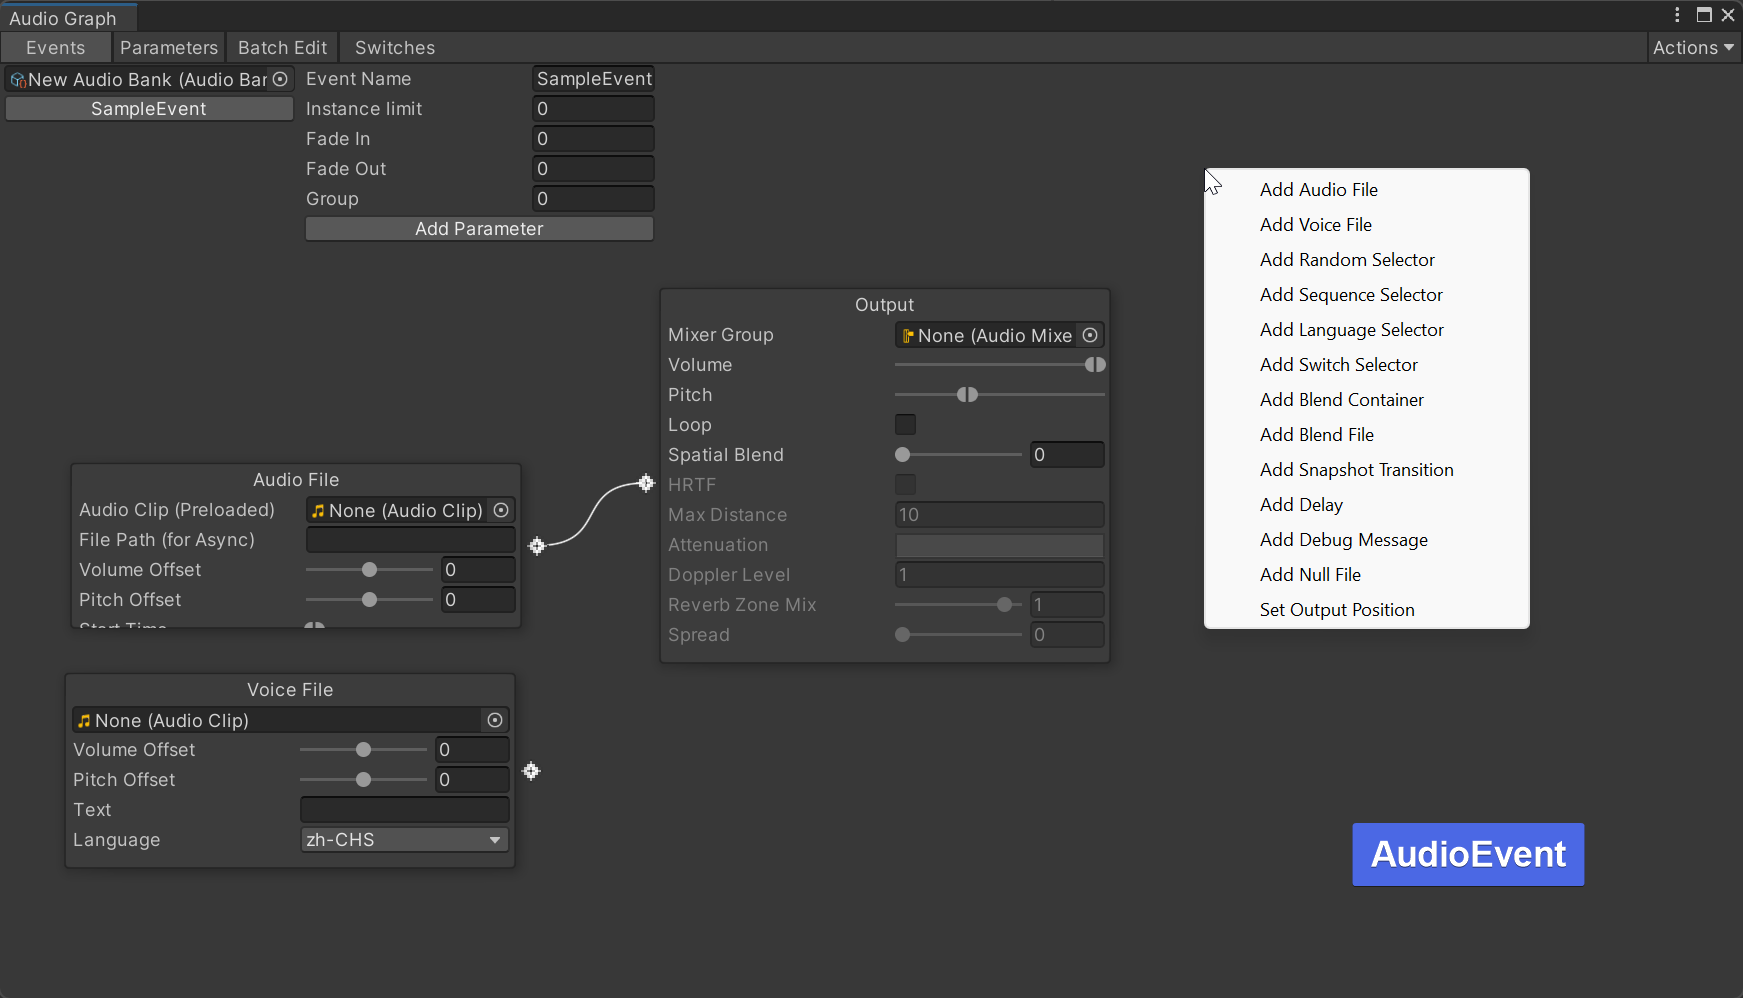 Audio Graph
Events Parameters Batch Edit Switches Actions
New Audio Bank (Audio Bar
SampleEvent
Event Name SampleEvent
Instance limit 0
Fade In 0
Fade Out 0
Group 0
Add Parameter
Output
Mixer Group None (Audio Mixe
Volume
Pitch
Loop
Spatial Blend 0
HRTF
Max Distance 10
Attenuation
Doppler Level 1
Reverb Zone Mix 1
Spread 0
Audio File
Audio Clip (Preloaded) None (Audio Clip)
File Path (for Async)
Volume Offset 0
Pitch Offset 0
Start Time
Voice File
None (Audio Clip)
Volume Offset 0
Pitch Offset 0
Text
Language zh-CHS
Add Audio File
Add Voice File
Add Random Selector
Add Sequence Selector
Add Language Selector
Add Switch Selector
Add Blend Container
Add Blend File
Add Snapshot Transition
Add Delay
Add Debug Message
Add Null File
Set Output Position
AudioEvent